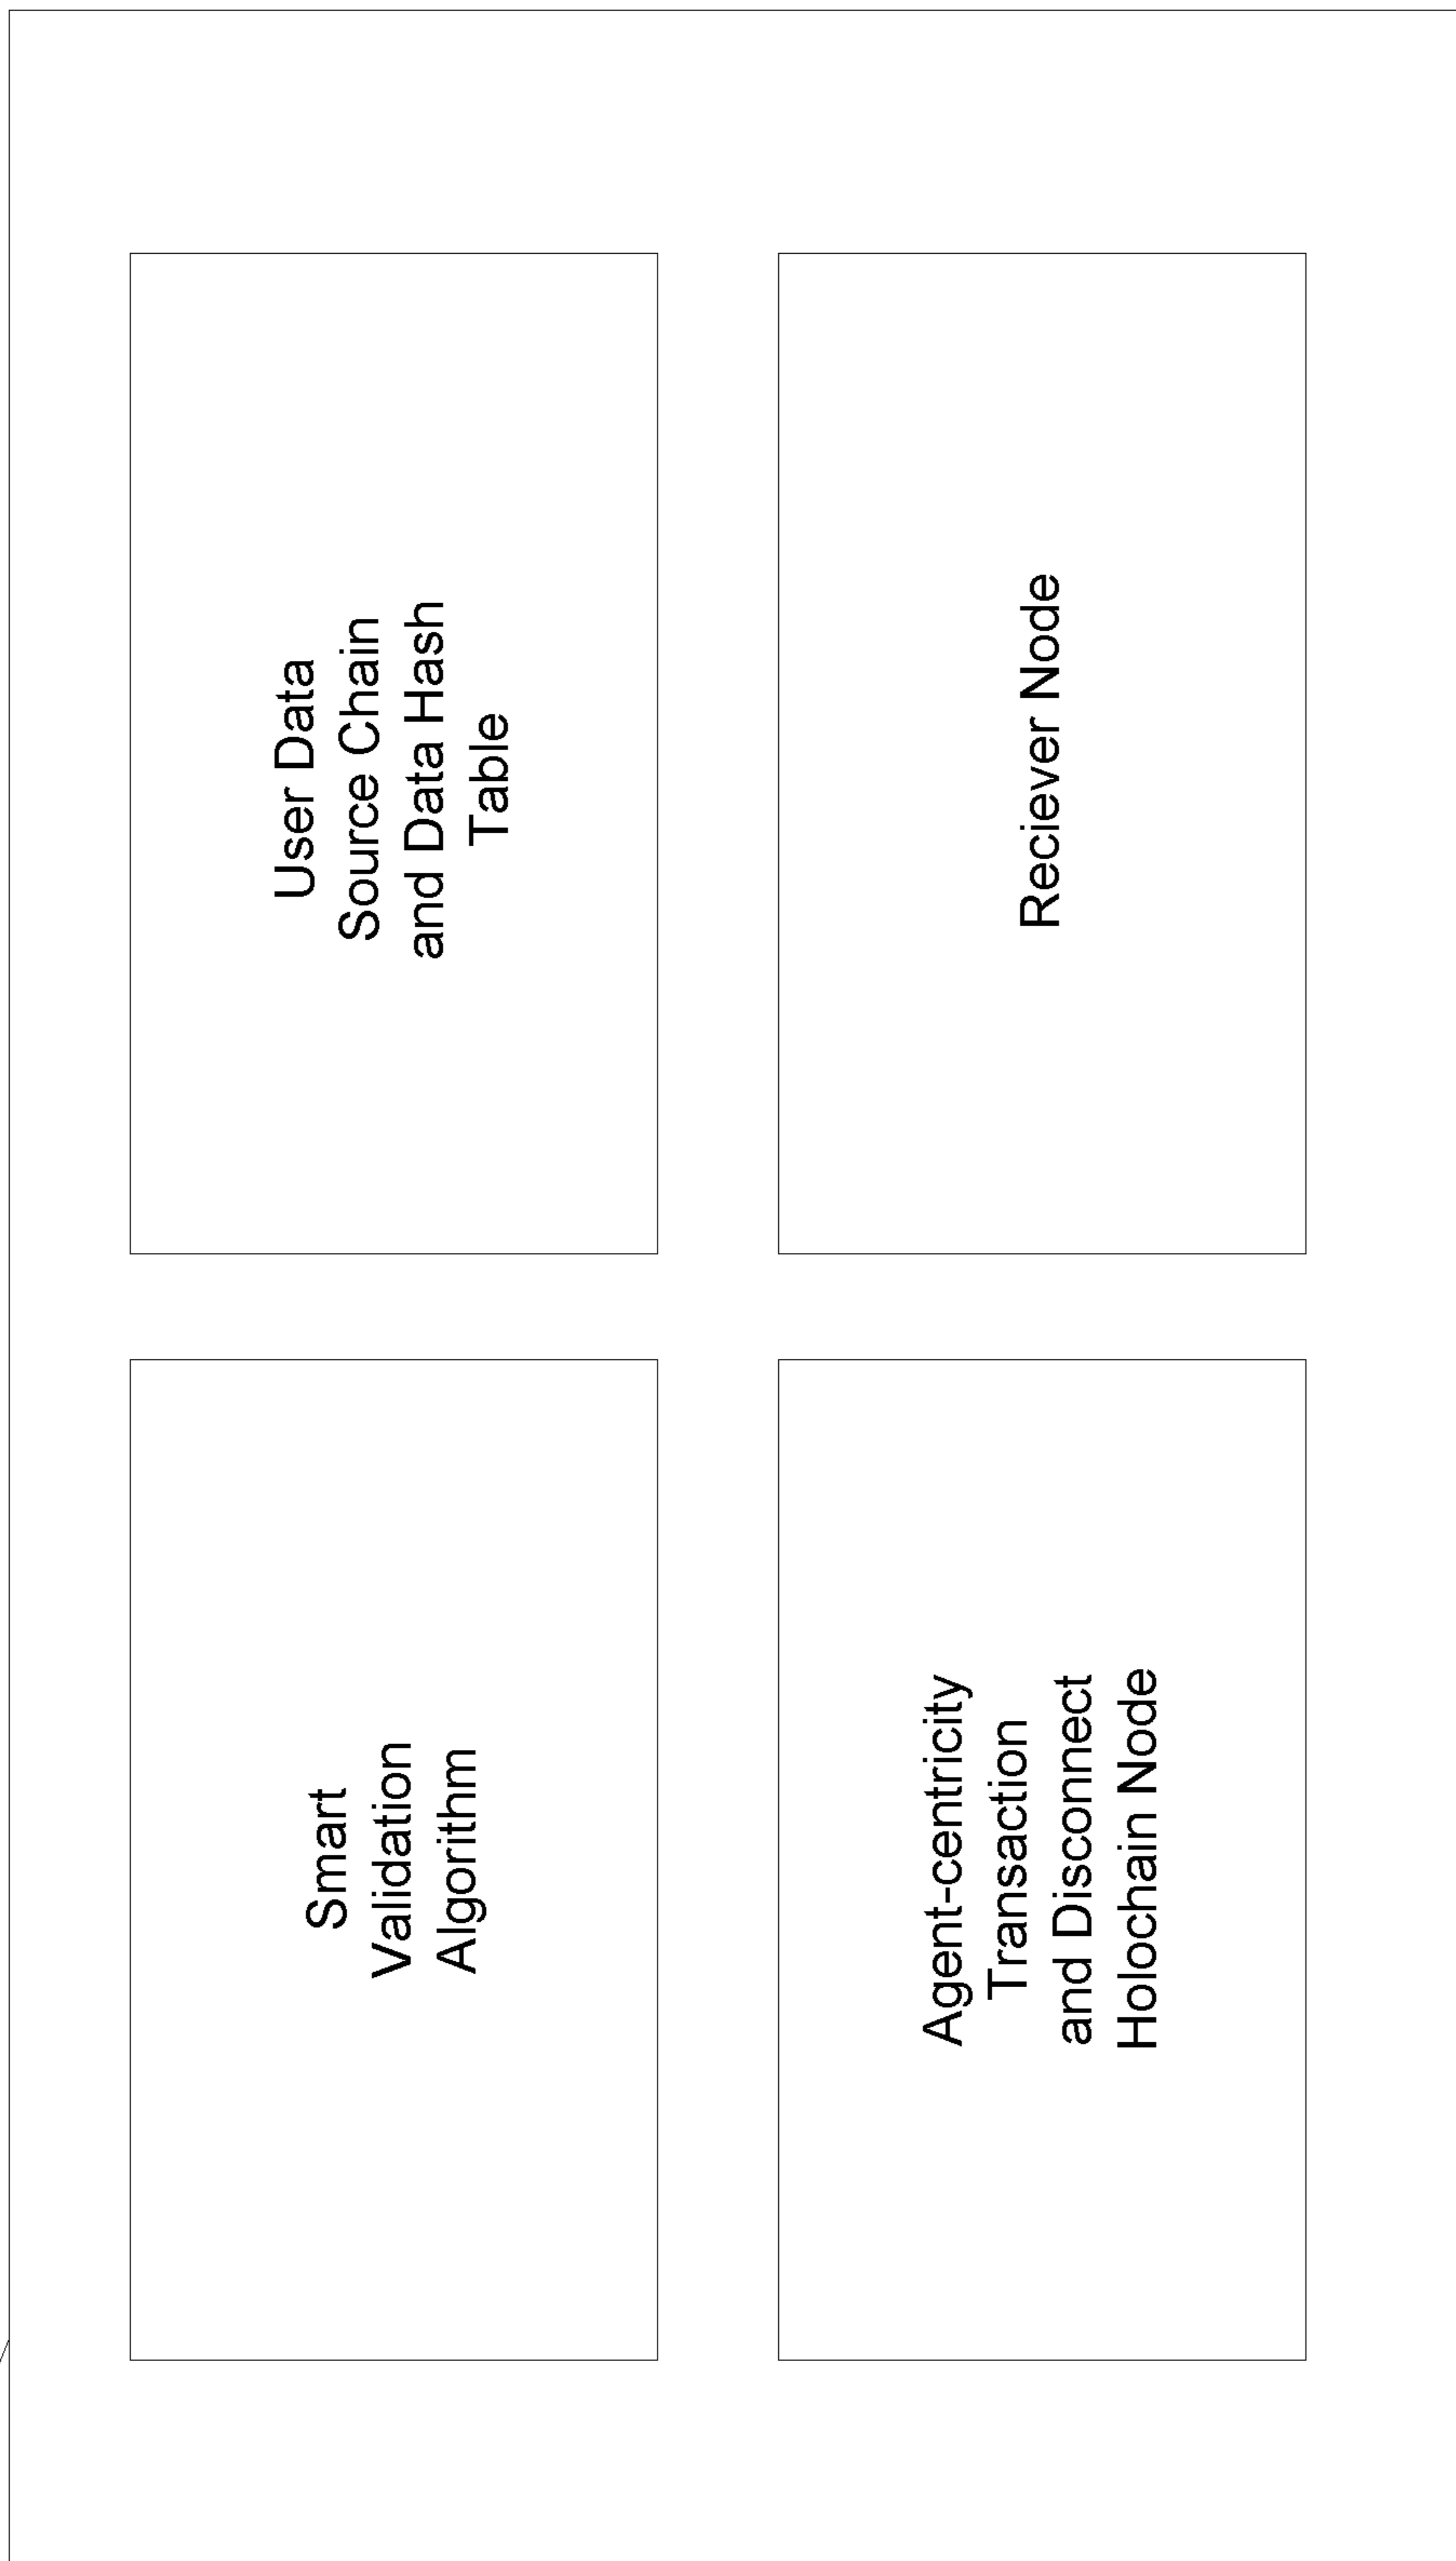 Smart
Validation
Algorithm
User Data
Source Chain
and Data Hash
Table
Agent-centricity
Transaction
and Disconnect
Holochain Node
Reciever Node